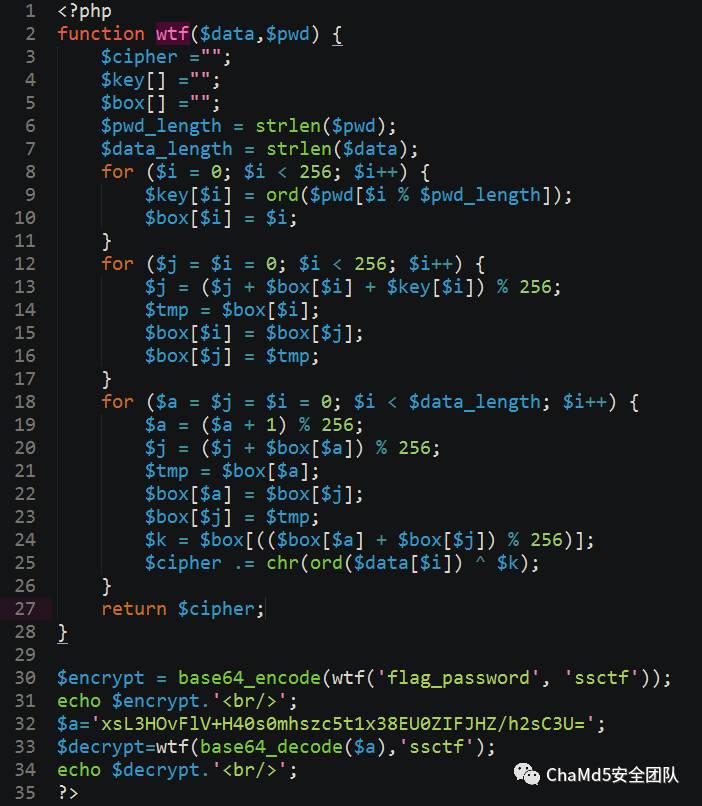 1 <?php
2 function wtf($data,$pwd) {
3 $cipher ="";
4 $key[] ="";
5 $box[] ="";
6 $pwd_length = strlen($pwd);
7 $data_length = strlen($data);
8 for ($i = 0; $i < 256; $i++) {
9 $key[$i] = ord($pwd[$i % $pwd_length]);
10 $box[$i] = $i;
11 }
12 for ($j = $i = 0; $i < 256; $i++) {
13 $j = ($j + $box[$i] + $key[$i]) % 256;
14 $tmp = $box[$i];
15 $box[$i] = $box[$j];
16 $box[$j] = $tmp;
17 }
18 for ($a = $j = $i = 0; $i < $data_length; $i++) {
19 $a = ($a + 1) % 256;
20 $j = ($j + $box[$a]) % 256;
21 $tmp = $box[$a];
22 $box[$a] = $box[$j];
23 $box[$j] = $tmp;
24 $k = $box[(($box[$a] + $box[$j]) % 256)];
25 $cipher .= chr(ord($data[$i]) ^ $k);
26 }
27 return $cipher;
28 }
29
30 $encrypt = base64_encode(wtf('flag_password', 'ssctf'));
31 echo $encrypt.'<br/>';
32 $a='xsL3HOvFlV+H40s0mhszc5t1x38EU0ZIFJHZ/h2sC3U=';
33 $decrypt=wtf(base64_decode($a),'ssctf');
34 echo $decrypt.'<br/>';
35 ?>
ChaMd5安全团队